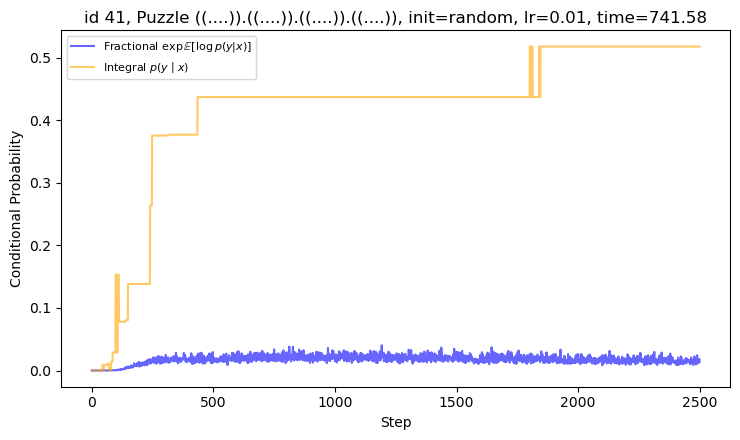 id 41, Puzzle ((....)).((....)).((....)).((....)), init=random, lr=0.01, time=741.58
Fractional exp𝔼[log p(y|x)]
Integral p(y | x)
Conditional Probability
0.5
0.4
0.3
0.2
0.1
0.0
0
500
1000
1500
2000
2500
Step